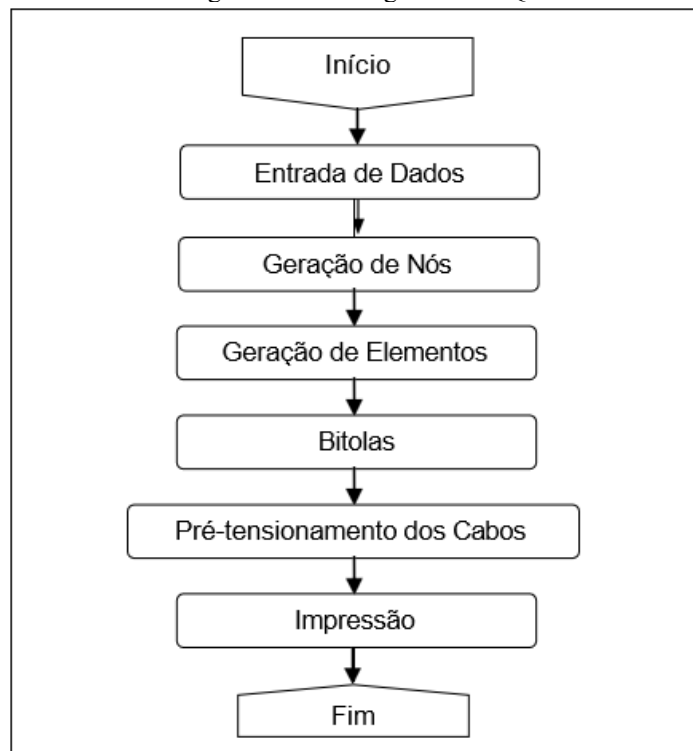 Início
Entrada de Dados
Geração de Nós
Geração de Elementos
Bitolas
Pré-tensionamento dos Cabos
Impressão
Fim